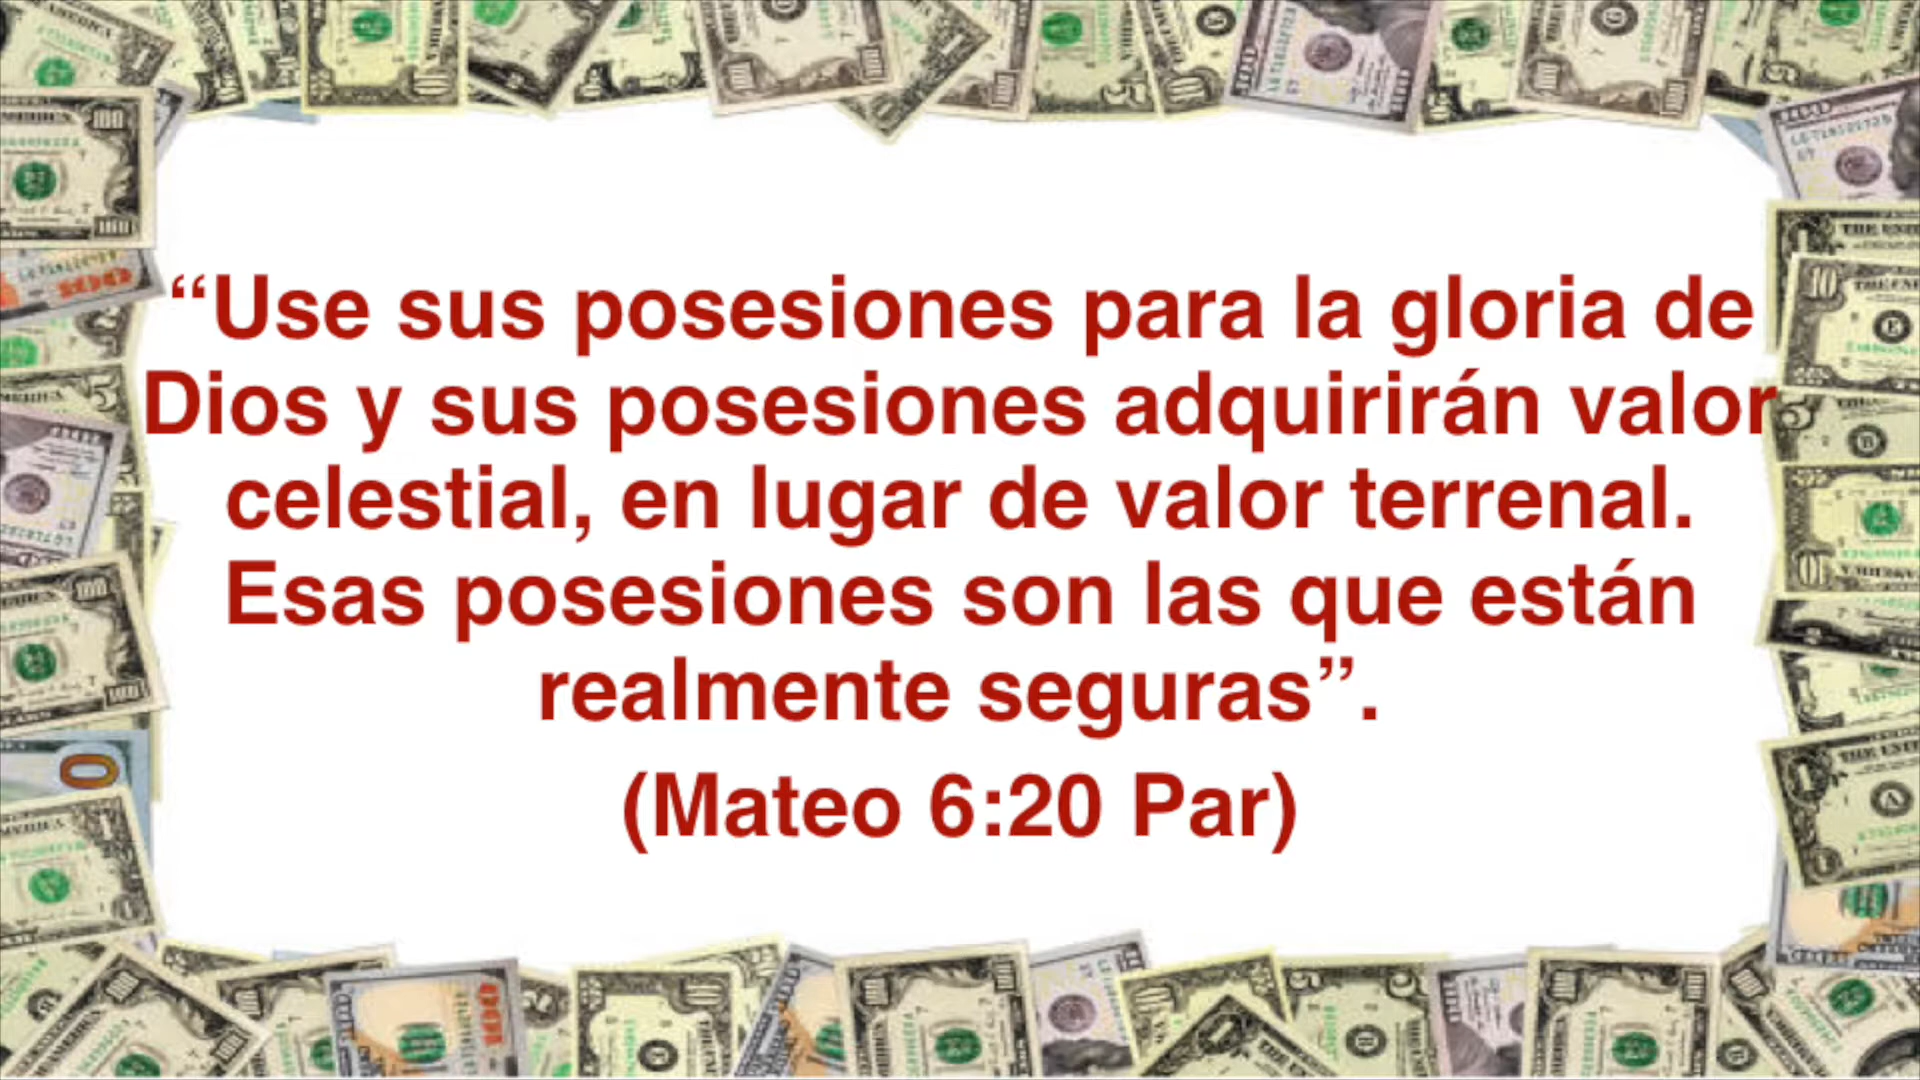 “Use sus posesiones para la gloria de
Dios y sus posesiones adquirirán valor
celestial, en lugar de valor terrenal.
Esas posesiones son las que están
realmente seguras”.
(Mateo 6:20 Par)